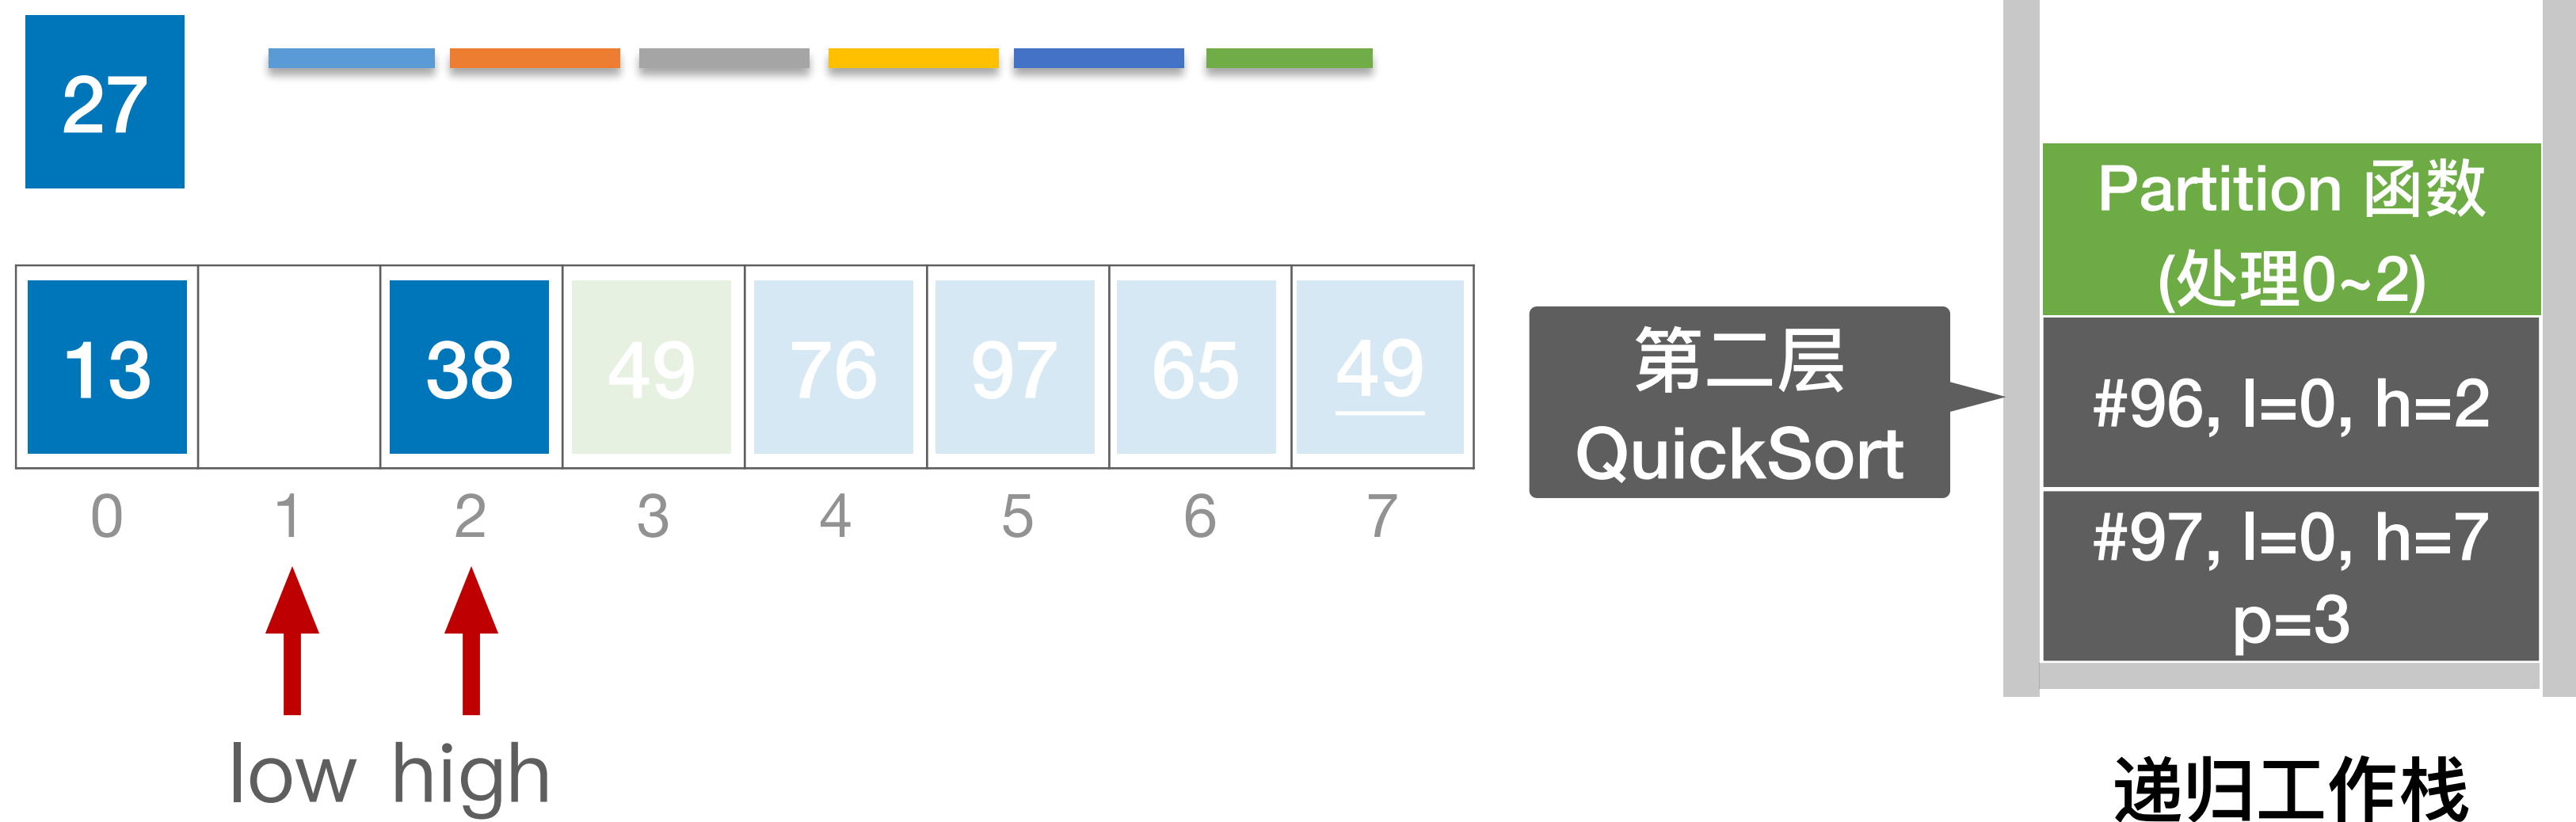 27
13 38 49 76 97 65 49
0 1 2 3 4 5 6 7
low high
第二层
QuickSort
Partition 函数
(处理0~2)
#96, l=0, h=2
#97, l=0, h=7
p=3
递归工作栈